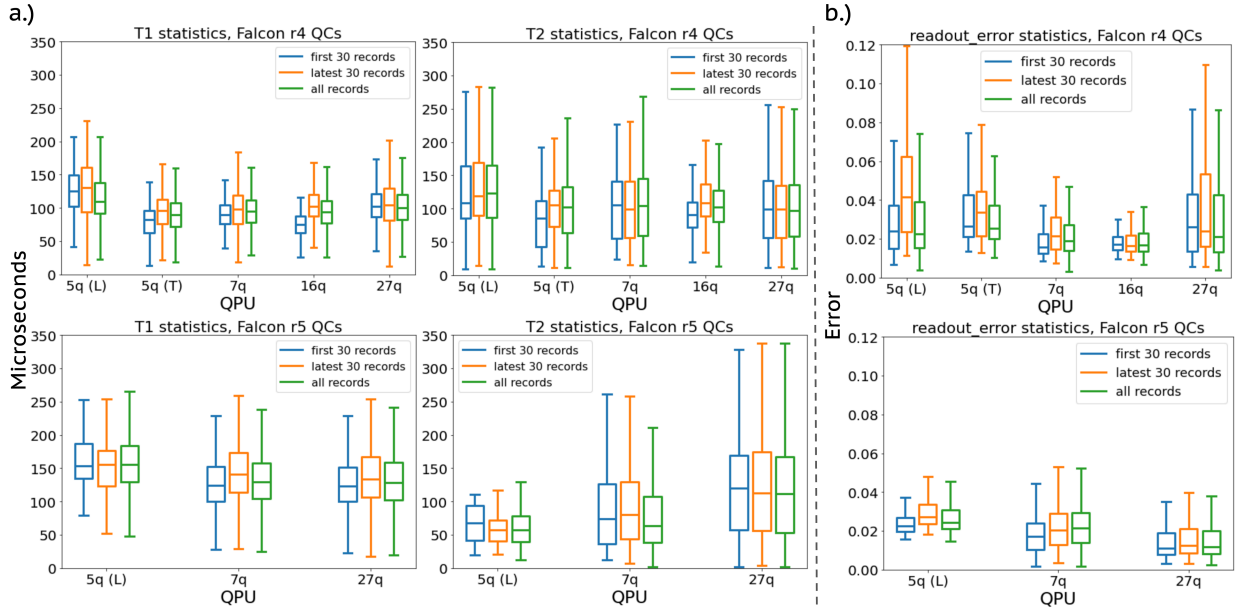 a.)
b.)
T1 statistics, Falcon r4 QCs
350
300
250
200
150
100
50
0
first 30 records
latest 30 records
all records
5q (L)
5q (T)
7q
16q
27q
QPU
T2 statistics, Falcon r4 QCs
350
300
250
200
150
100
50
0
first 30 records
latest 30 records
all records
5q (L)
5q (T)
7q
16q
27q
QPU
readout_error statistics, Falcon r4 QCs
0.12
0.10
0.08
0.06
0.04
0.02
0.00
first 30 records
latest 30 records
all records
5q (L)
5q (T)
7q
16q
27q
QPU
Microseconds
Error
T1 statistics, Falcon r5 QCs
350
300
250
200
150
100
50
0
first 30 records
latest 30 records
all records
5q (L)
7q
27q
QPU
T2 statistics, Falcon r5 QCs
350
300
250
200
150
100
50
0
first 30 records
latest 30 records
all records
5q (L)
7q
27q
QPU
readout_error statistics, Falcon r5 QCs
0.12
0.10
0.08
0.06
0.04
0.02
0.00
first 30 records
latest 30 records
all records
5q (L)
7q
27q
QPU